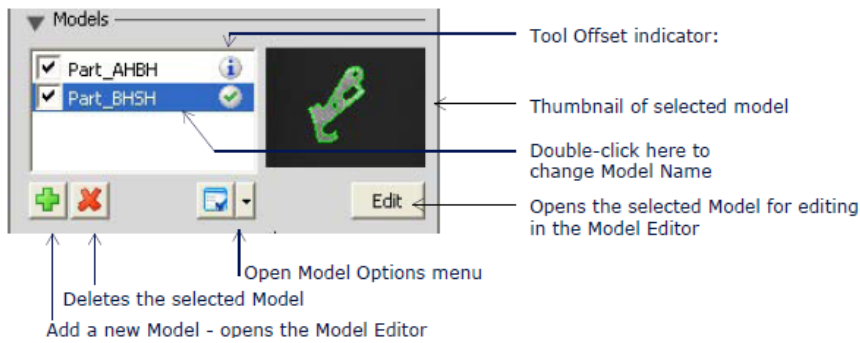 Models
Tool Offset indicator:
Part_AHBH
Part_BHSH
Thumbnail of selected model
Double-click here to
change Model Name
Edit
Opens the selected Model for editing
in the Model Editor
Open Model Options menu
Deletes the selected Model
Add a new Model - opens the Model Editor